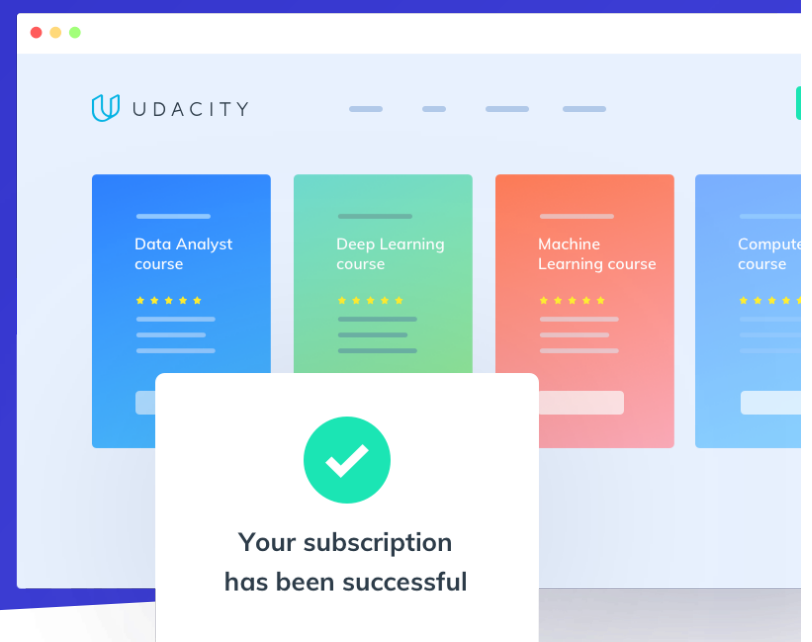 UDACITY
Data Analyst
course
Deep Learning
course
Machine
Learning course
Compute
course
Your subscription
has been successful